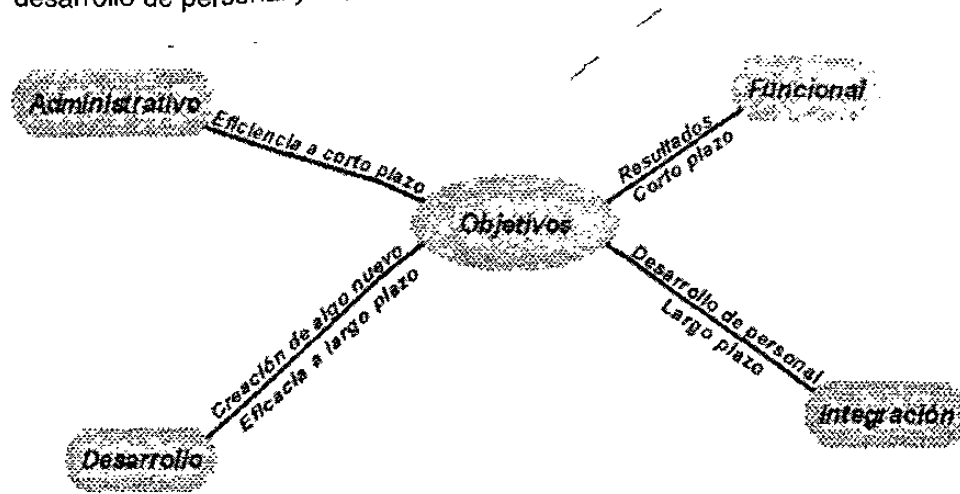 desarrollo de personal y
Administrativo
Eficiencia a corto plazo
Funcional
Resultados
Corto plazo
Objetivos
Creación de algo nuevo
Eficacia a largo plazo
Desarrollo de personal
Largo plazo
Integración
Desarrollo